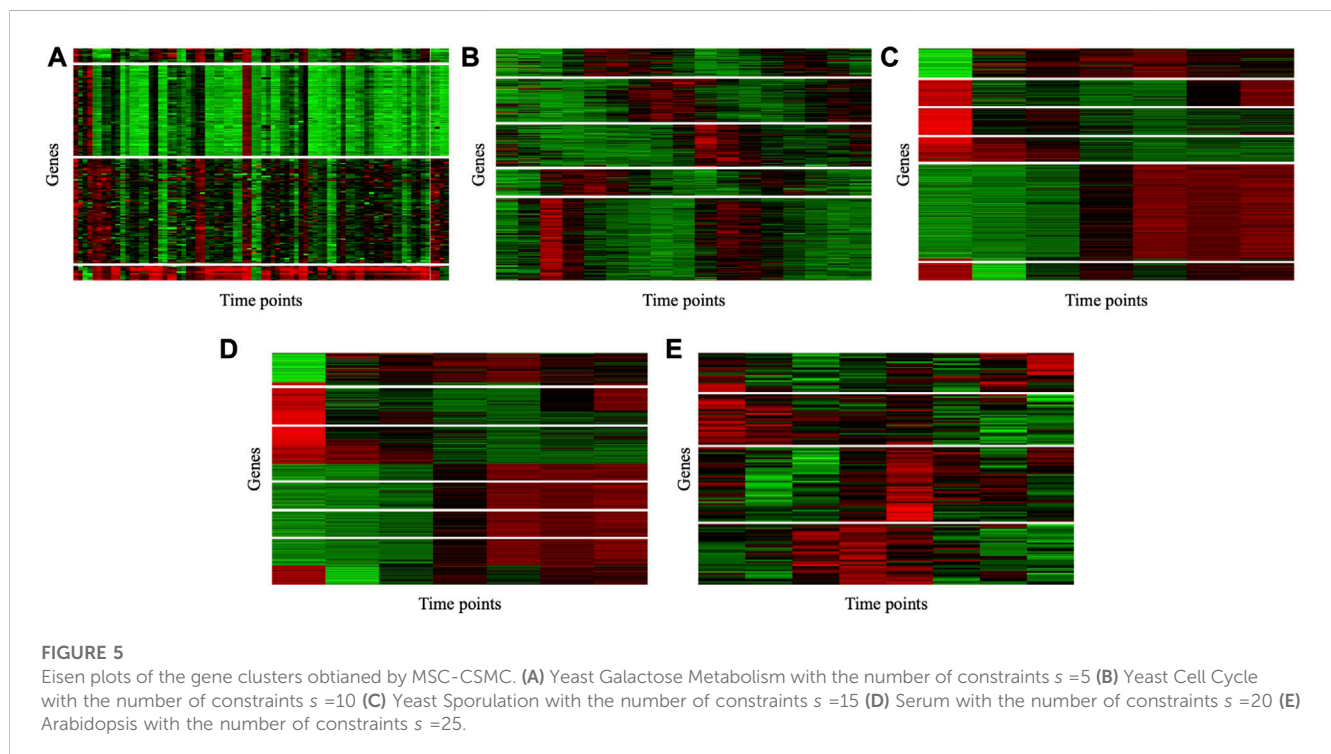 A
B
C
Genes
Genes
Genes
Time points
Time points
Time points
D
E
Genes
Genes
Time points
Time points
FIGURE 5
Eisen plots of the gene clusters obtianed by MSC-CSMC. (A) Yeast Galactose Metabolism with the number of constraints s =5 (B) Yeast Cell Cycle
with the number of constraints s =10 (C) Yeast Sporulation with the number of constraints s =15 (D) Serum with the number of constraints s =20 (E)
Arabidopsis with the number of constraints s =25.